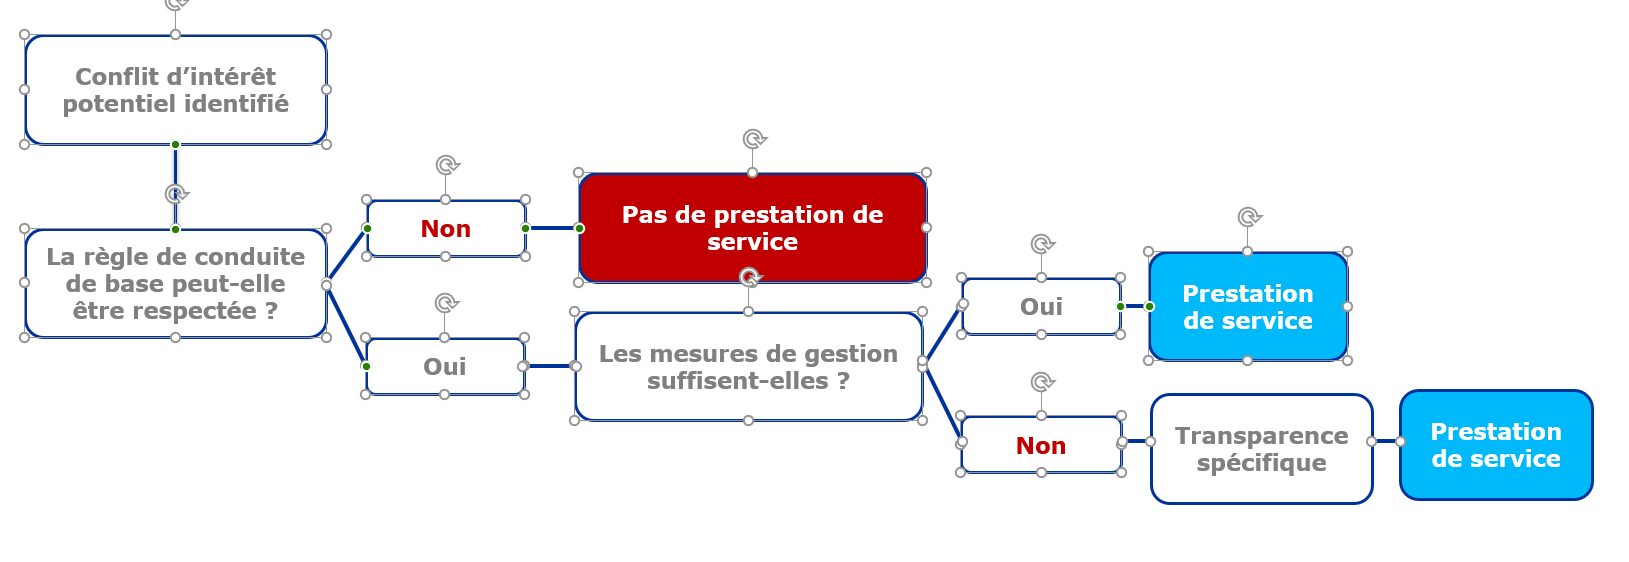 Conflit d’intérêt
potentiel identifié
La règle de conduite
de base peut-elle
être respectée ?
Non
Pas de prestation de
service
Oui
Les mesures de gestion
suffisent-elles ?
Oui
Prestation
de service
Non
Transparence
spécifique
Prestation
de service